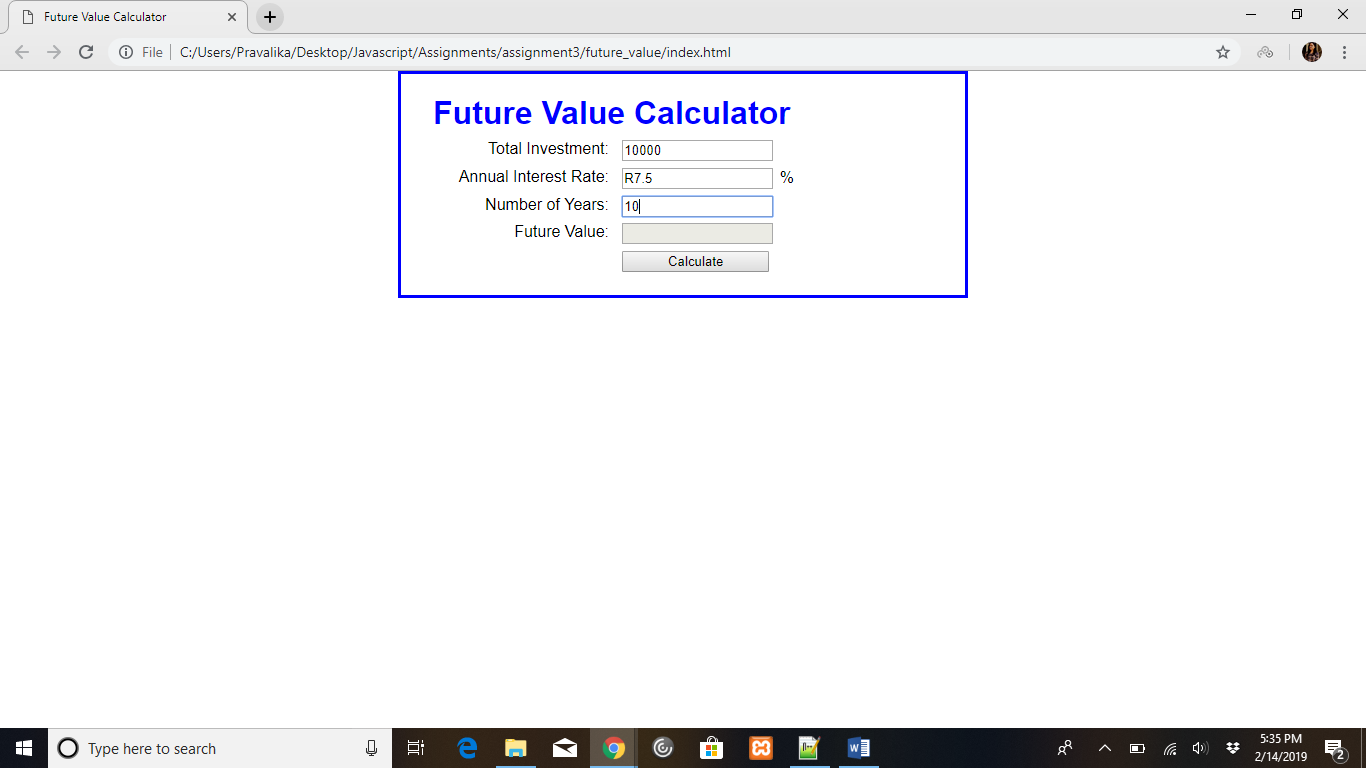 Future Value Calculator
File C:/Users/Pravalika/Desktop/Javascript/Assignments/assignment3/future_value/index.html
Future Value Calculator
Total Investment: 10000
Annual Interest Rate: R7.5 %
Number of Years: 10
Future Value:
Calculate
Type here to search
5:35 PM
2/14/2019
2